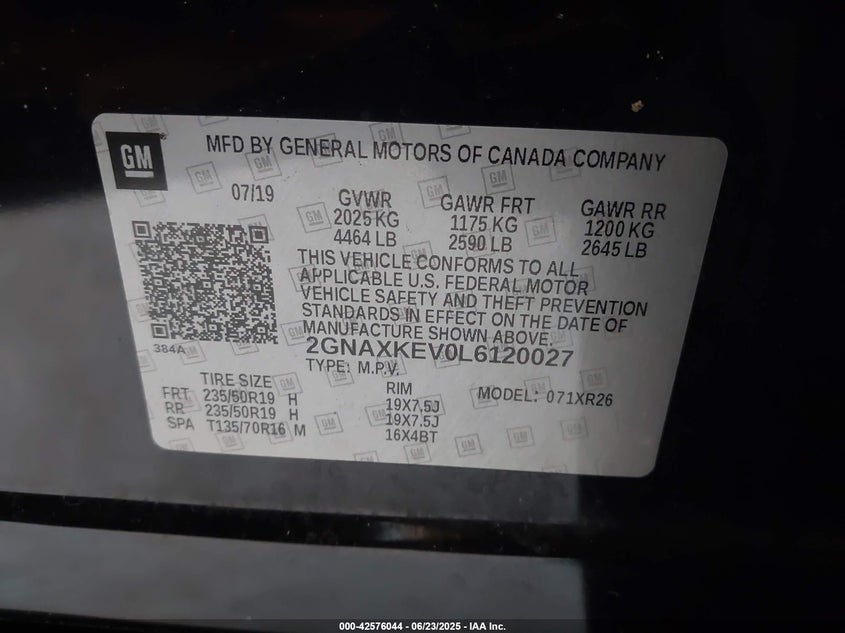 GM
MFD BY GENERAL MOTORS OF CANADA COMPANY
07/19
GVWR
2025 KG
4464 LB
GAWR FRT
1175 KG
2590 LB
GAWR RR
1200 KG
2645 LB
THIS VEHICLE CONFORMS TO ALL
APPLICABLE U.S. FEDERAL MOTOR
VEHICLE SAFETY AND THEFT PREVENTION
STANDARDS IN EFFECT ON THE DATE OF
MANUFACTURE SHOWN ABOVE.
384A
2GNAXKEV0L6120027
TYPE: M.P.V.
MODEL: 071XR26
TIRE SIZE
RIM
FRT 235/50R19 H 19X7.5J
RR 235/50R19 H 19X7.5J
SPA T135/70R16 M 16X4BT
000-42576044 / 06/23/2025 - IAA Inc.